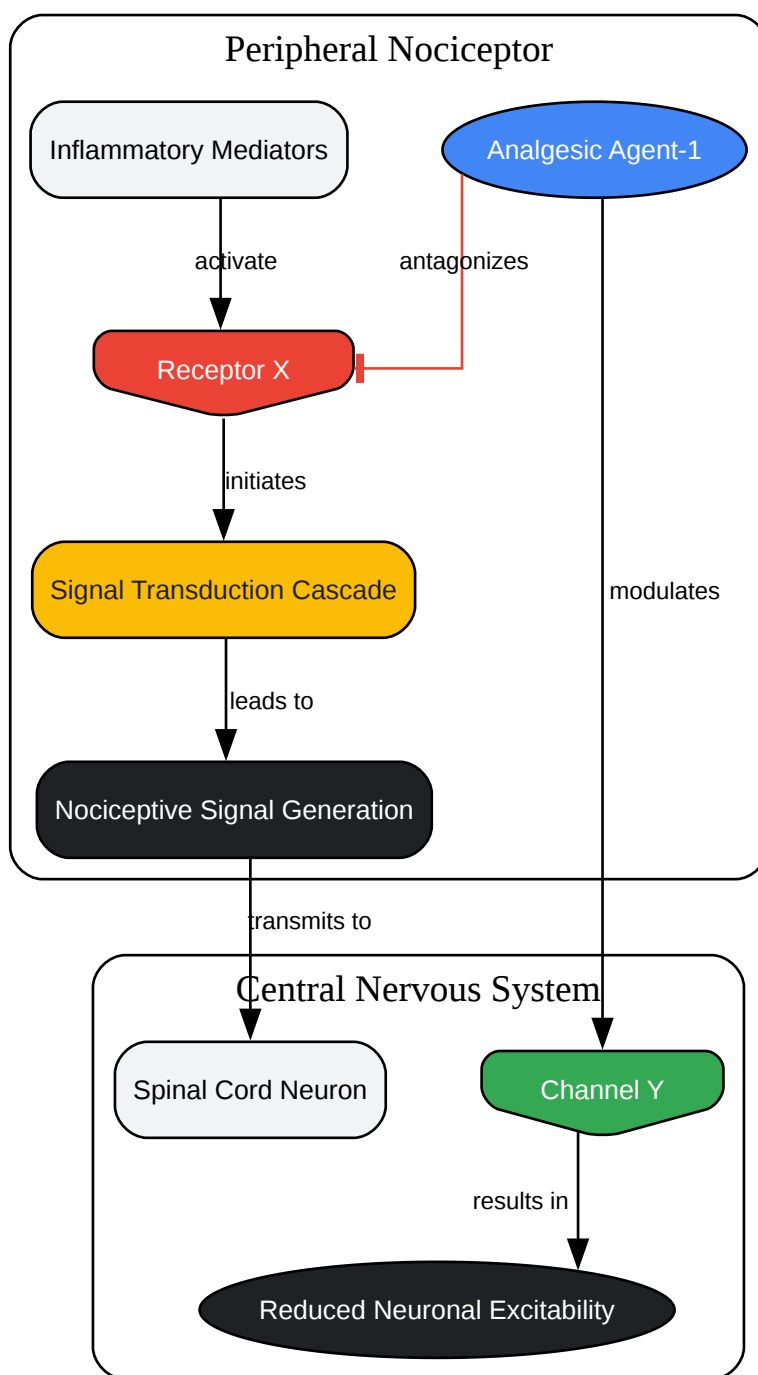 Peripheral Nociceptor
Inflammatory Mediators
Analgesic Agent-1
activate
antagonizes
Receptor X
initiates
Signal Transduction Cascade
modulates
leads to
Nociceptive Signal Generation
transmits to
Central Nervous System
Spinal Cord Neuron
Channel Y
results in
Reduced Neuronal Excitability